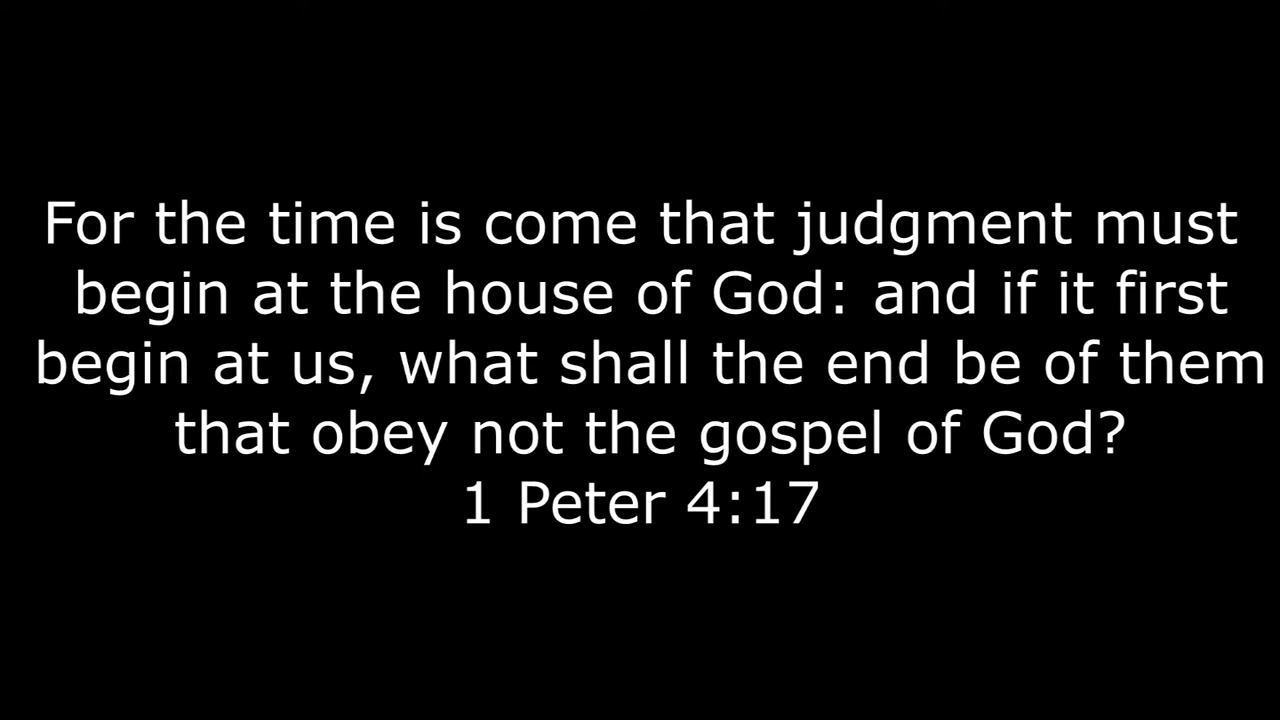 For the time is come that judgment must
begin at the house of God: and if it first
begin at us, what shall the end be of them
that obey not the gospel of God?
1 Peter 4:17